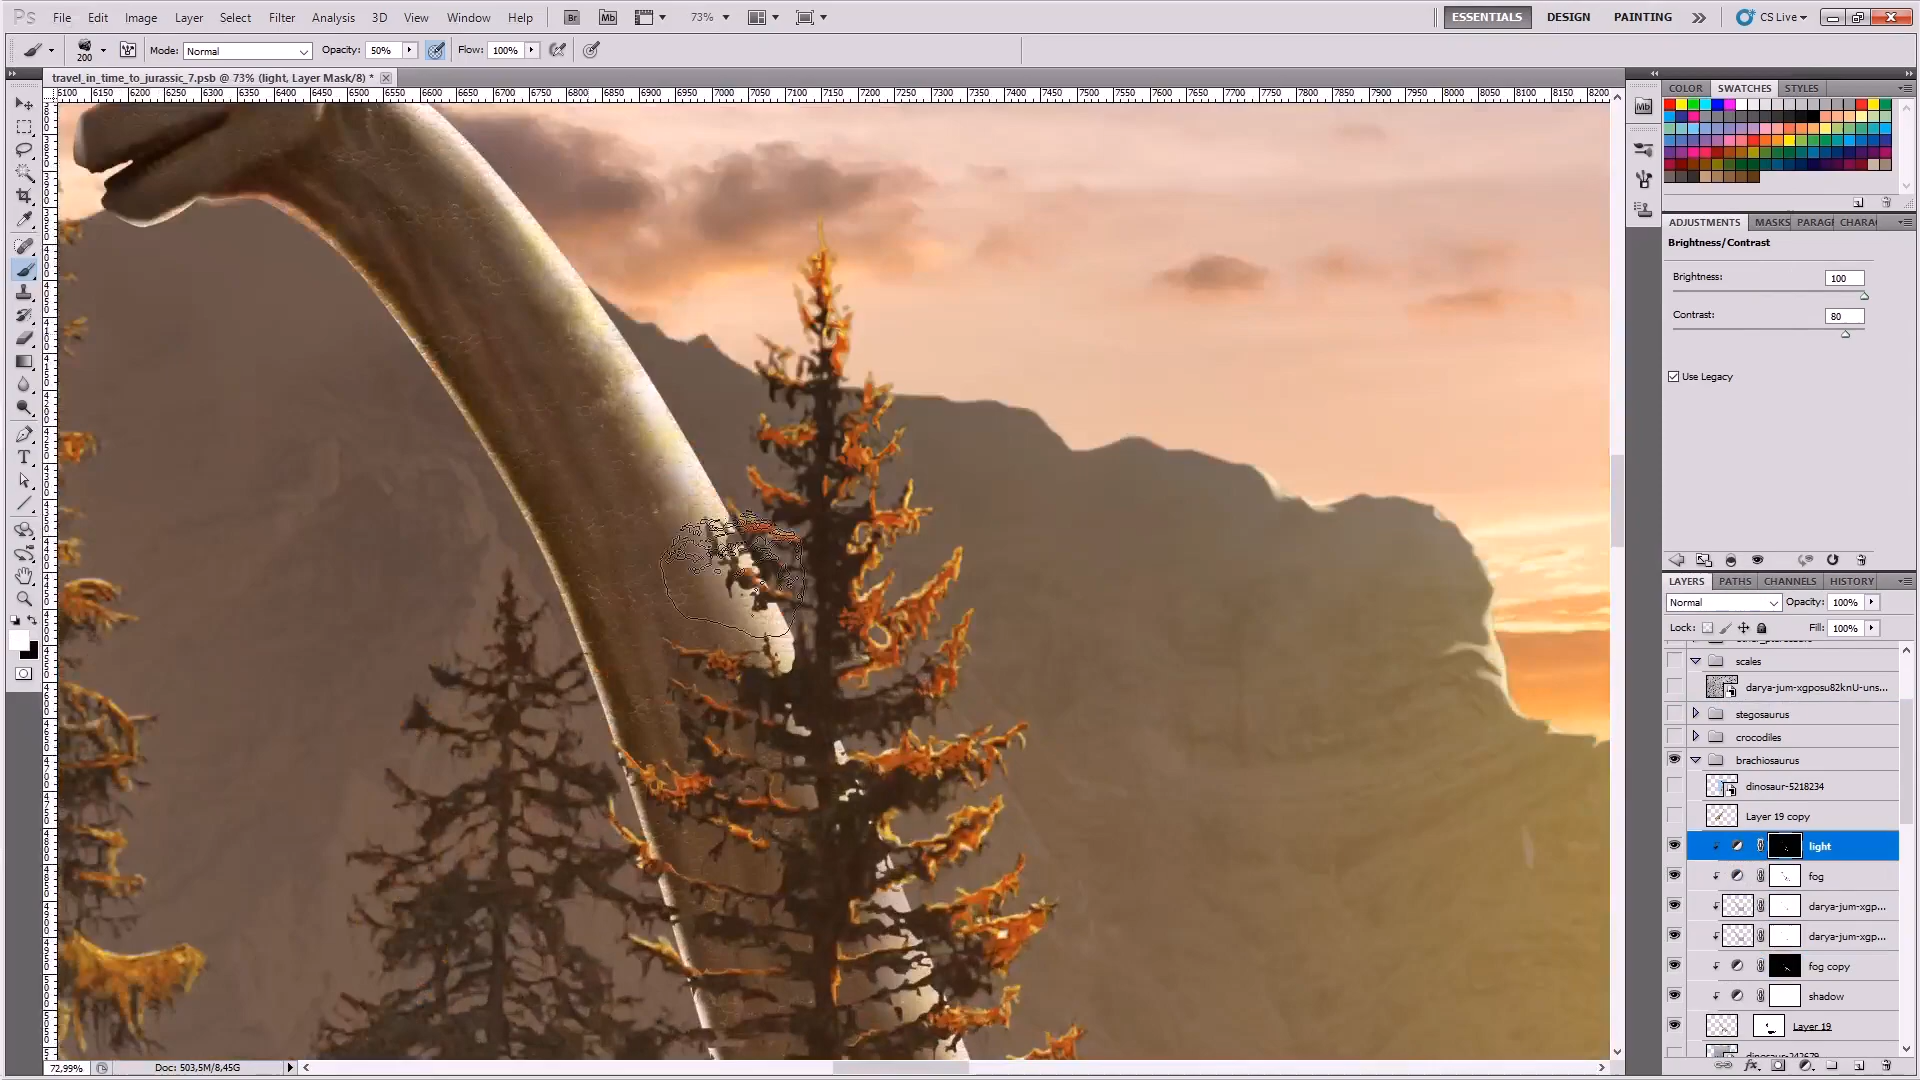 Ps File Edit Image Layer Select Filter Analysis 3D View Window Help Br Mb 73% ESSENTIALS DESIGN PAINTING CS Live
200 Mode: Normal Opacity: 50% Flow: 100%
travel_in_time_to_jurassic_7.psb @ 73% (light, Layer Mask/8) *
6100 6150 6200 6250 6300 6350 6400 6450 6500 6550 6600 6650 6700 6750 6800 6850 6900 6950 7000 7050 7100 7150 7200 7250 7300 7350 7400 7450 7500 7550 7600 7650 7700 7750 7800 7850 7900 7950 8000 8050 8100 8150 8200
COLOR SWATCHES STYLES
Mb
ADJUSTMENTS MASKS PARAG CHARA
Brightness/Contrast
Brightness: 100
Contrast: 80
Use Legacy
LAYERS PATHS CHANNELS HISTORY
Normal Opacity: 100%
Lock: Fill: 100%
scales
darya-jum-xgposu82knU-uns...
stegosaurus
crocodiles
brachiosaurus
dinosaur-5218234
Layer 19 copy
light
fog
darya-jum-xgp...
darya-jum-xgp...
fog copy
shadow
Layer 19
72,99% Doc: 503,5M/8,45G